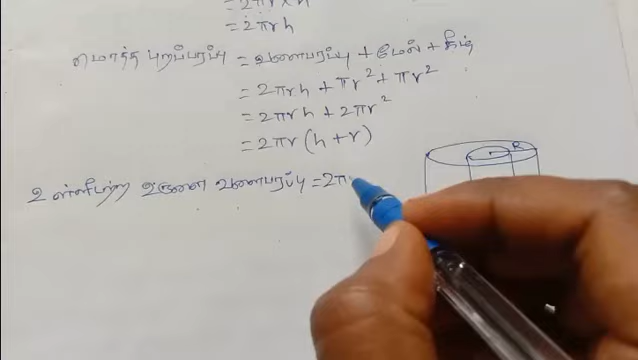 = 2πr × h
= 2πrh
மொத்த புறப்பரப்பு = வளைபரப்பு + மேல் + கீழ்
= 2πrh + πr² + πr²
= 2πrh + 2πr²
= 2πr (h + r)
உள்ளீடற்ற உருளை வளைபரப்பு = 2π
R